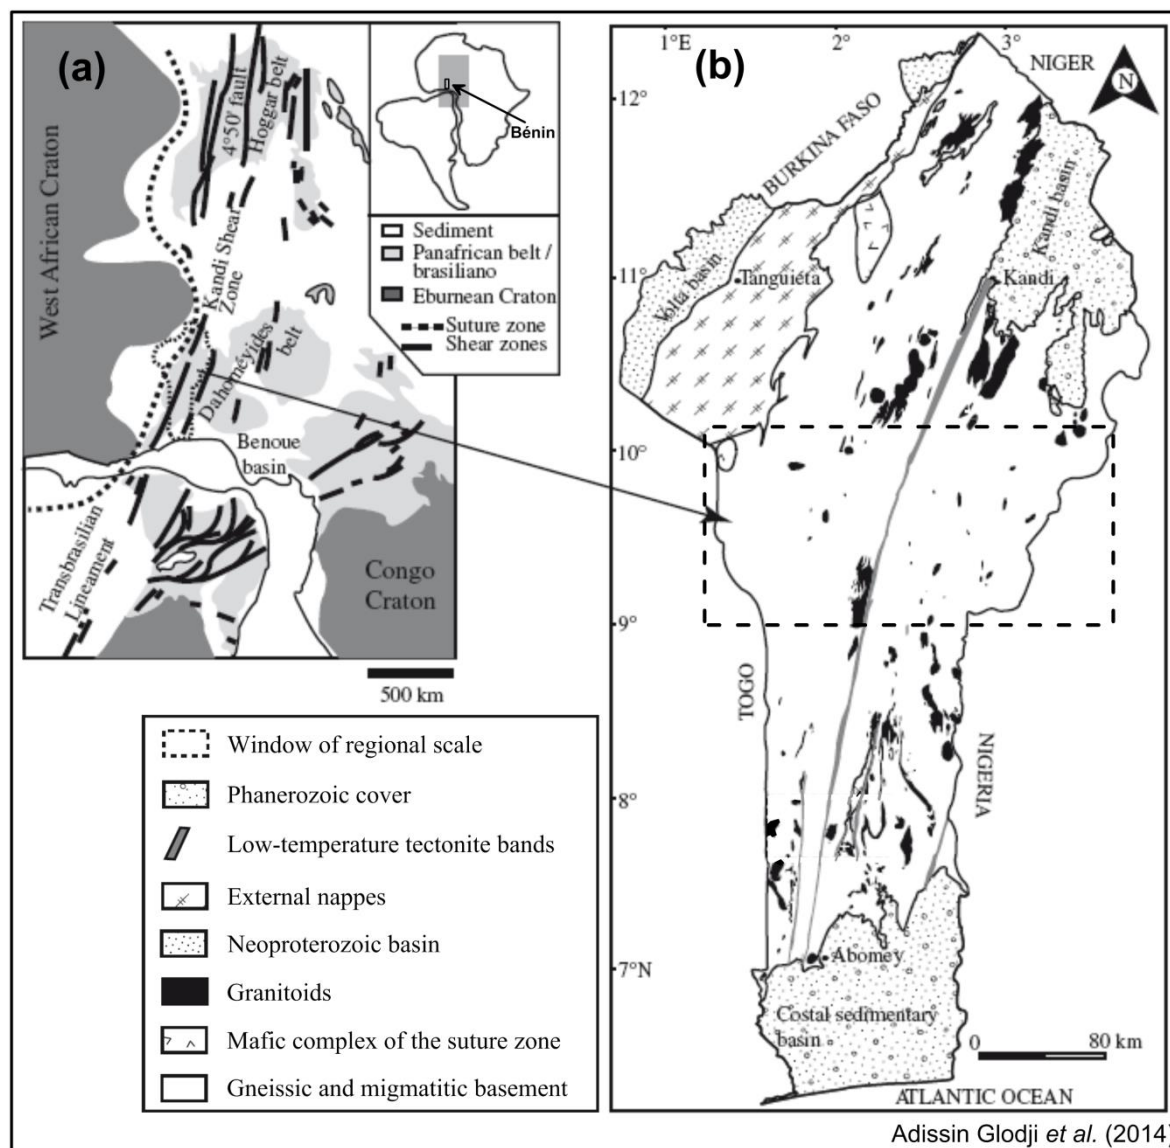 (a)
West African Craton
4°50' fault
Hoggar belt
Kandi Shear
Zone
Dahoméyides
belt
Benoue
basin
Transbrasilian
Lineament
Congo
Craton
Bénin
Sediment
Panafrican belt /
brasiliano
Eburnean Craton
Suture zone
Shear zones
500 km
Window of regional scale
Phanerozoic cover
Low-temperature tectonite bands
External nappes
Neoproterozoic basin
Granitoids
Mafic complex of the suture zone
Gneissic and migmatitic basement
(b)
1°E
2°
3°
N
NIGER
12°
BURKINA FASO
Kandi basin
11°
Volta basin
Tanguiéta
Kandi
10°
9°
TOGO
NIGERIA
8°
7°N
Abomey
Costal sedimentary
basin
0
80 km
ATLANTIC OCEAN
Adissin Glodji et al. (2014)